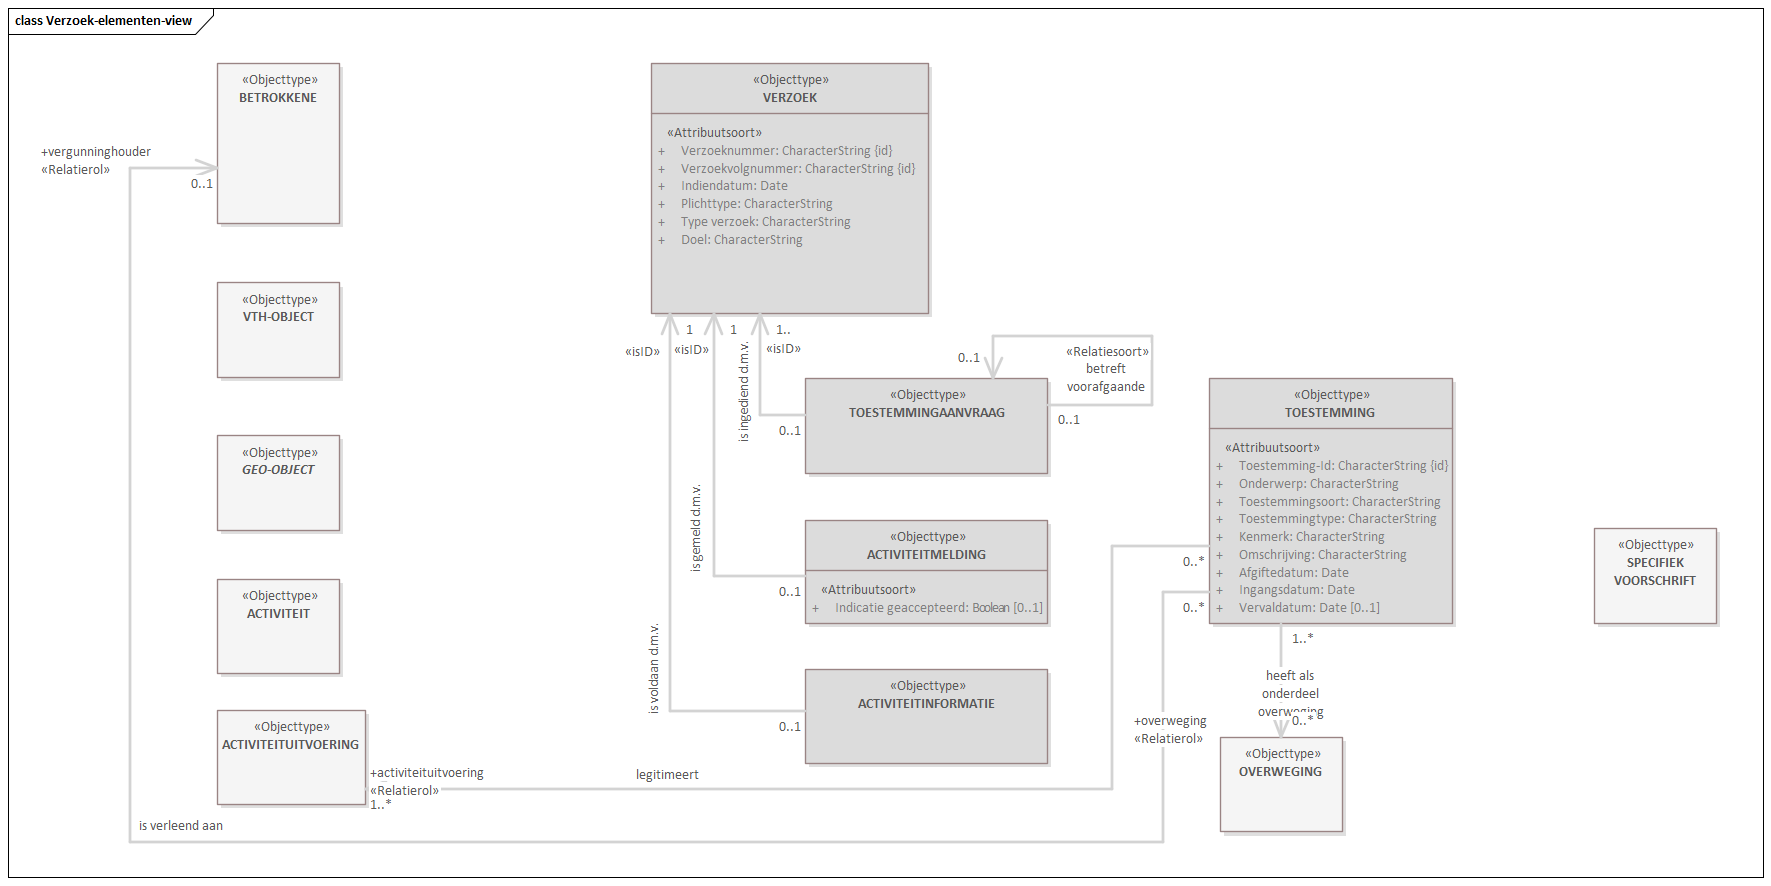 class Verzoek-elementen-view
«Objecttype»
BETROKKENE
+vergunninghouder
«Relatierol»
0..1
«Objecttype»
VTH-OBJECT
«Objecttype»
GEO-OBJECT
«Objecttype»
ACTIVITEIT
«Objecttype»
ACTIVITEITUITVOERING
+activiteituitvoering
«Relatierol»
1..*
legitimeert
is verleend aan
«Objecttype»
VERZOEK
«Attribuutsoort»
+ Verzoeknummer: CharacterString {id}
+ Verzoekvolgnummer: CharacterString {id}
+ Indiendatum: Date
+ Plichttype: CharacterString
+ Type verzoek: CharacterString
+ Doel: CharacterString
1
1
1..
«isID»
«isID»
«isID»
is ingediend d.m.v.
is gemeld d.m.v.
is voldaan d.m.v.
«Objecttype»
TOESTEMMINGAANVRAAG
0..1
0..1
«Relatiesoort»
betreft
voorafgaande
0..1
«Objecttype»
ACTIVITEITMELDING
«Attribuutsoort»
+ Indicatie geaccepteerd: Boolean [0..1]
0..1
«Objecttype»
ACTIVITEITINFORMATIE
0..1
«Objecttype»
TOESTEMMING
«Attribuutsoort»
+ Toestemming-Id: CharacterString {id}
+ Onderwerp: CharacterString
+ Toestemmingsoort: CharacterString
+ Toestemmingtype: CharacterString
+ Kenmerk: CharacterString
+ Omschrijving: CharacterString
+ Afgiftedatum: Date
+ Ingangsdatum: Date
+ Vervaldatum: Date [0..1]
0..*
0..*
1..*
heeft als
onderdeel
overweging
0..*
+overweging
«Relatierol»
«Objecttype»
OVERWEGING
«Objecttype»
SPECIFIEK
VOORSCHRIFT